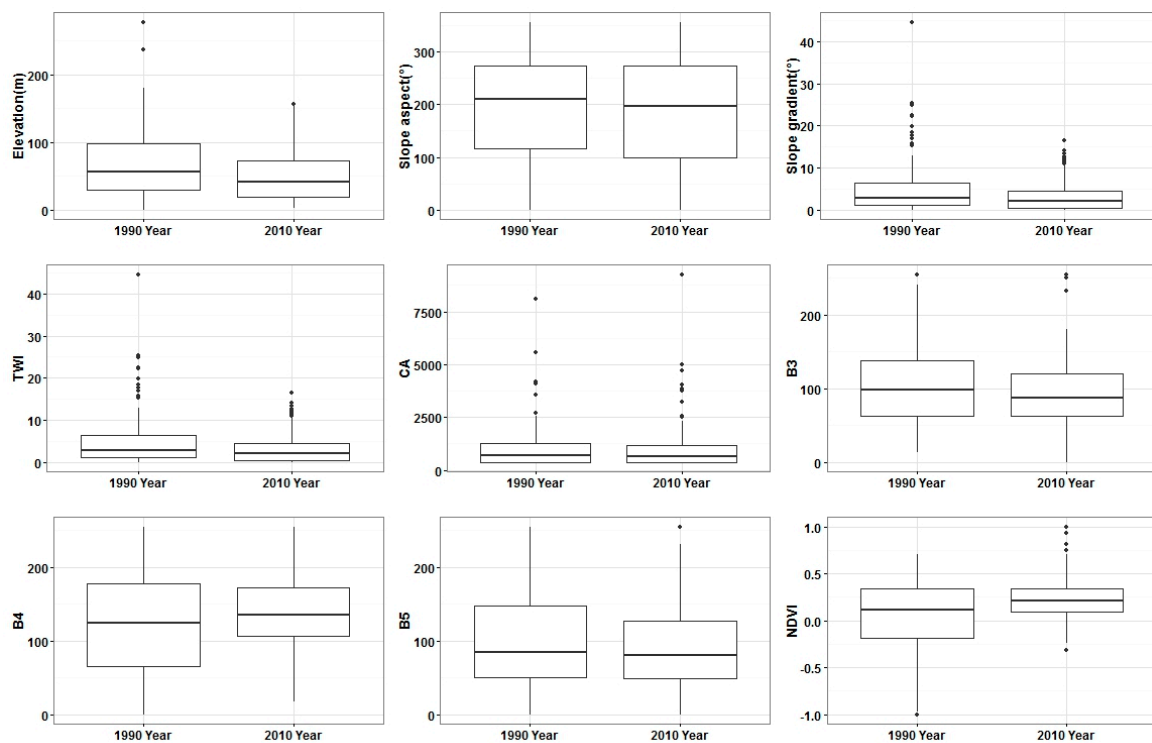 Elevation(m)
200
100
0
1990 Year 2010 Year
Slope aspect(°)
300
200
100
0
1990 Year 2010 Year
Slope gradient(°)
40
30
20
10
0
1990 Year 2010 Year
TWI
40
30
20
10
0
1990 Year 2010 Year
CA
7500
5000
2500
0
1990 Year 2010 Year
B3
200
100
0
1990 Year 2010 Year
B4
200
100
0
1990 Year 2010 Year
B5
200
100
0
1990 Year 2010 Year
NDVI
1.0
0.5
0.0
-0.5
-1.0
1990 Year 2010 Year